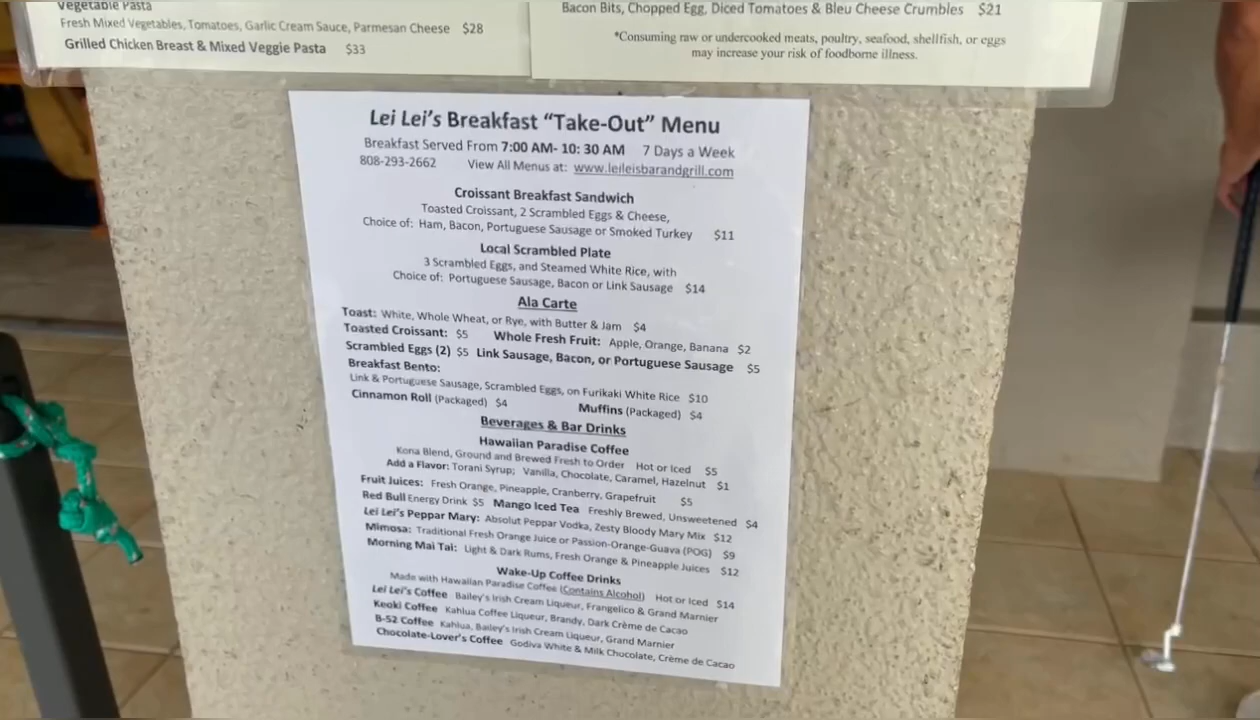 Vegetable Pasta
Fresh Mixed Vegetables, Tomatoes, Garlic Cream Sauce, Parmesan Cheese $28
Grilled Chicken Breast & Mixed Veggie Pasta $33
Bacon Bits, Chopped Egg, Diced Tomatoes & Bleu Cheese Crumbles $21
*Consuming raw or undercooked meats, poultry, seafood, shellfish, or eggs
may increase your risk of foodborne illness.
Lei Lei's Breakfast "Take-Out" Menu
Breakfast Served From 7:00 AM- 10: 30 AM 7 Days a Week
808-293-2662 View All Menus at: www.leileisbarandgrill.com
Croissant Breakfast Sandwich
Toasted Croissant, 2 Scrambled Eggs & Cheese,
Choice of: Ham, Bacon, Portuguese Sausage or Smoked Turkey $11
Local Scrambled Plate
3 Scrambled Eggs, and Steamed White Rice, with
Choice of: Portuguese Sausage, Bacon or Link Sausage $14
Ala Carte
Toast: White, Whole Wheat, or Rye, with Butter & Jam $4
Toasted Croissant: $5 Whole Fresh Fruit: Apple, Orange, Banana $2
Scrambled Eggs (2) $5 Link Sausage, Bacon, or Portuguese Sausage $5
Breakfast Bento:
Link & Portuguese Sausage, Scrambled Eggs, on Furikaki White Rice $10
Cinnamon Roll (Packaged) $4 Muffins (Packaged) $4
Beverages & Bar Drinks
Hawaiian Paradise Coffee
Kona Blend, Ground and Brewed Fresh to Order Hot or Iced $5
Add a Flavor: Torani Syrup; Vanilla, Chocolate, Caramel, Hazelnut $1
Fruit Juices: Fresh Orange, Pineapple, Cranberry, Grapefruit $5
Red Bull Energy Drink $5 Mango Iced Tea Freshly Brewed, Unsweetened $4
Lei Lei's Peppar Mary: Absolut Peppar Vodka, Zesty Bloody Mary Mix $12
Mimosa: Traditional Fresh Orange Juice or Passion-Orange-Guava (POG) $9
Morning Mai Tai: Light & Dark Rums, Fresh Orange & Pineapple Juices $12
Wake-Up Coffee Drinks
Made with Hawaiian Paradise Coffee (Contains Alcohol) Hot or Iced $14
Lei Lei's Coffee Bailey's Irish Cream Liqueur, Frangelico & Grand Marnier
Keoki Coffee Kahlua Coffee Liqueur, Brandy, Dark Crème de Cacao
B-52 Coffee Kahlua, Bailey's Irish Cream Liqueur, Grand Marnier
Chocolate-Lover's Coffee Godiva White & Milk Chocolate, Crème de Cacao